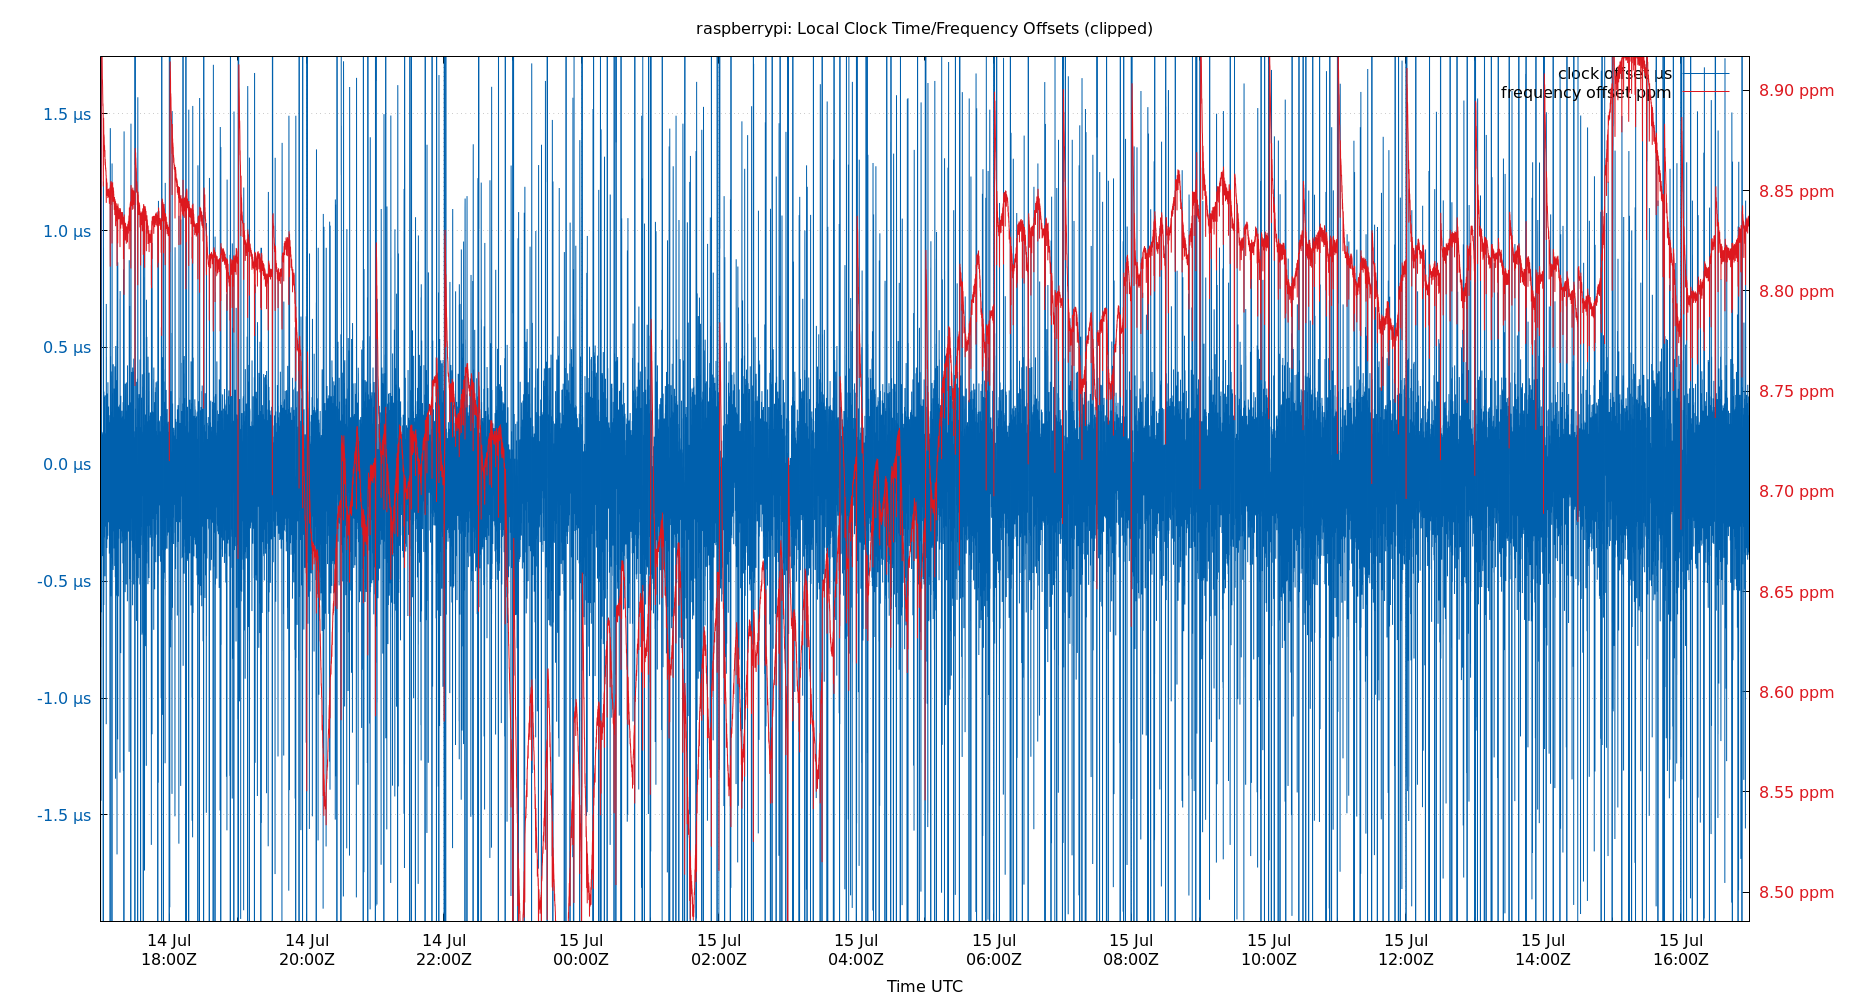 raspberrypi: Local Clock Time/Frequency Offsets (clipped)
clock offset µs
frequency offset ppm
1.5 µs
1.0 µs
0.5 µs
0.0 µs
-0.5 µs
-1.0 µs
-1.5 µs
8.90 ppm
8.85 ppm
8.80 ppm
8.75 ppm
8.70 ppm
8.65 ppm
8.60 ppm
8.55 ppm
8.50 ppm
14 Jul 14 Jul 14 Jul 15 Jul 15 Jul 15 Jul 15 Jul 15 Jul 15 Jul 15 Jul 15 Jul 15 Jul
18:00Z 20:00Z 22:00Z 00:00Z 02:00Z 04:00Z 06:00Z 08:00Z 10:00Z 12:00Z 14:00Z 16:00Z
Time UTC